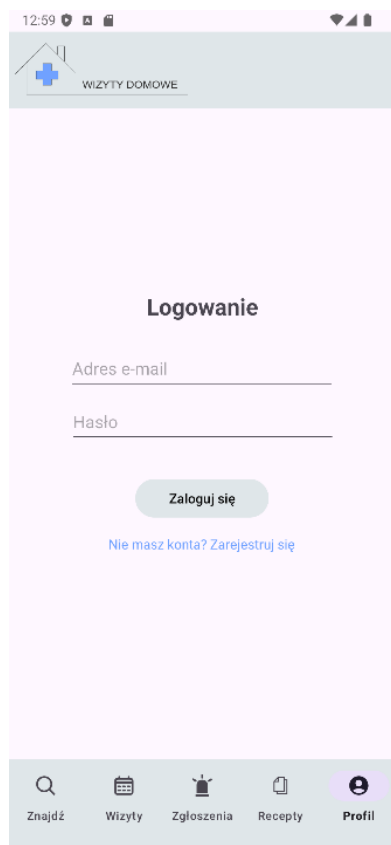 12:59
WIZYTY DOMOWE
Logowanie
Adres e-mail
Hasło
Zaloguj się
Nie masz konta? Zarejestruj się
Znajdź Wizyty Zgłoszenia Recepty Profil